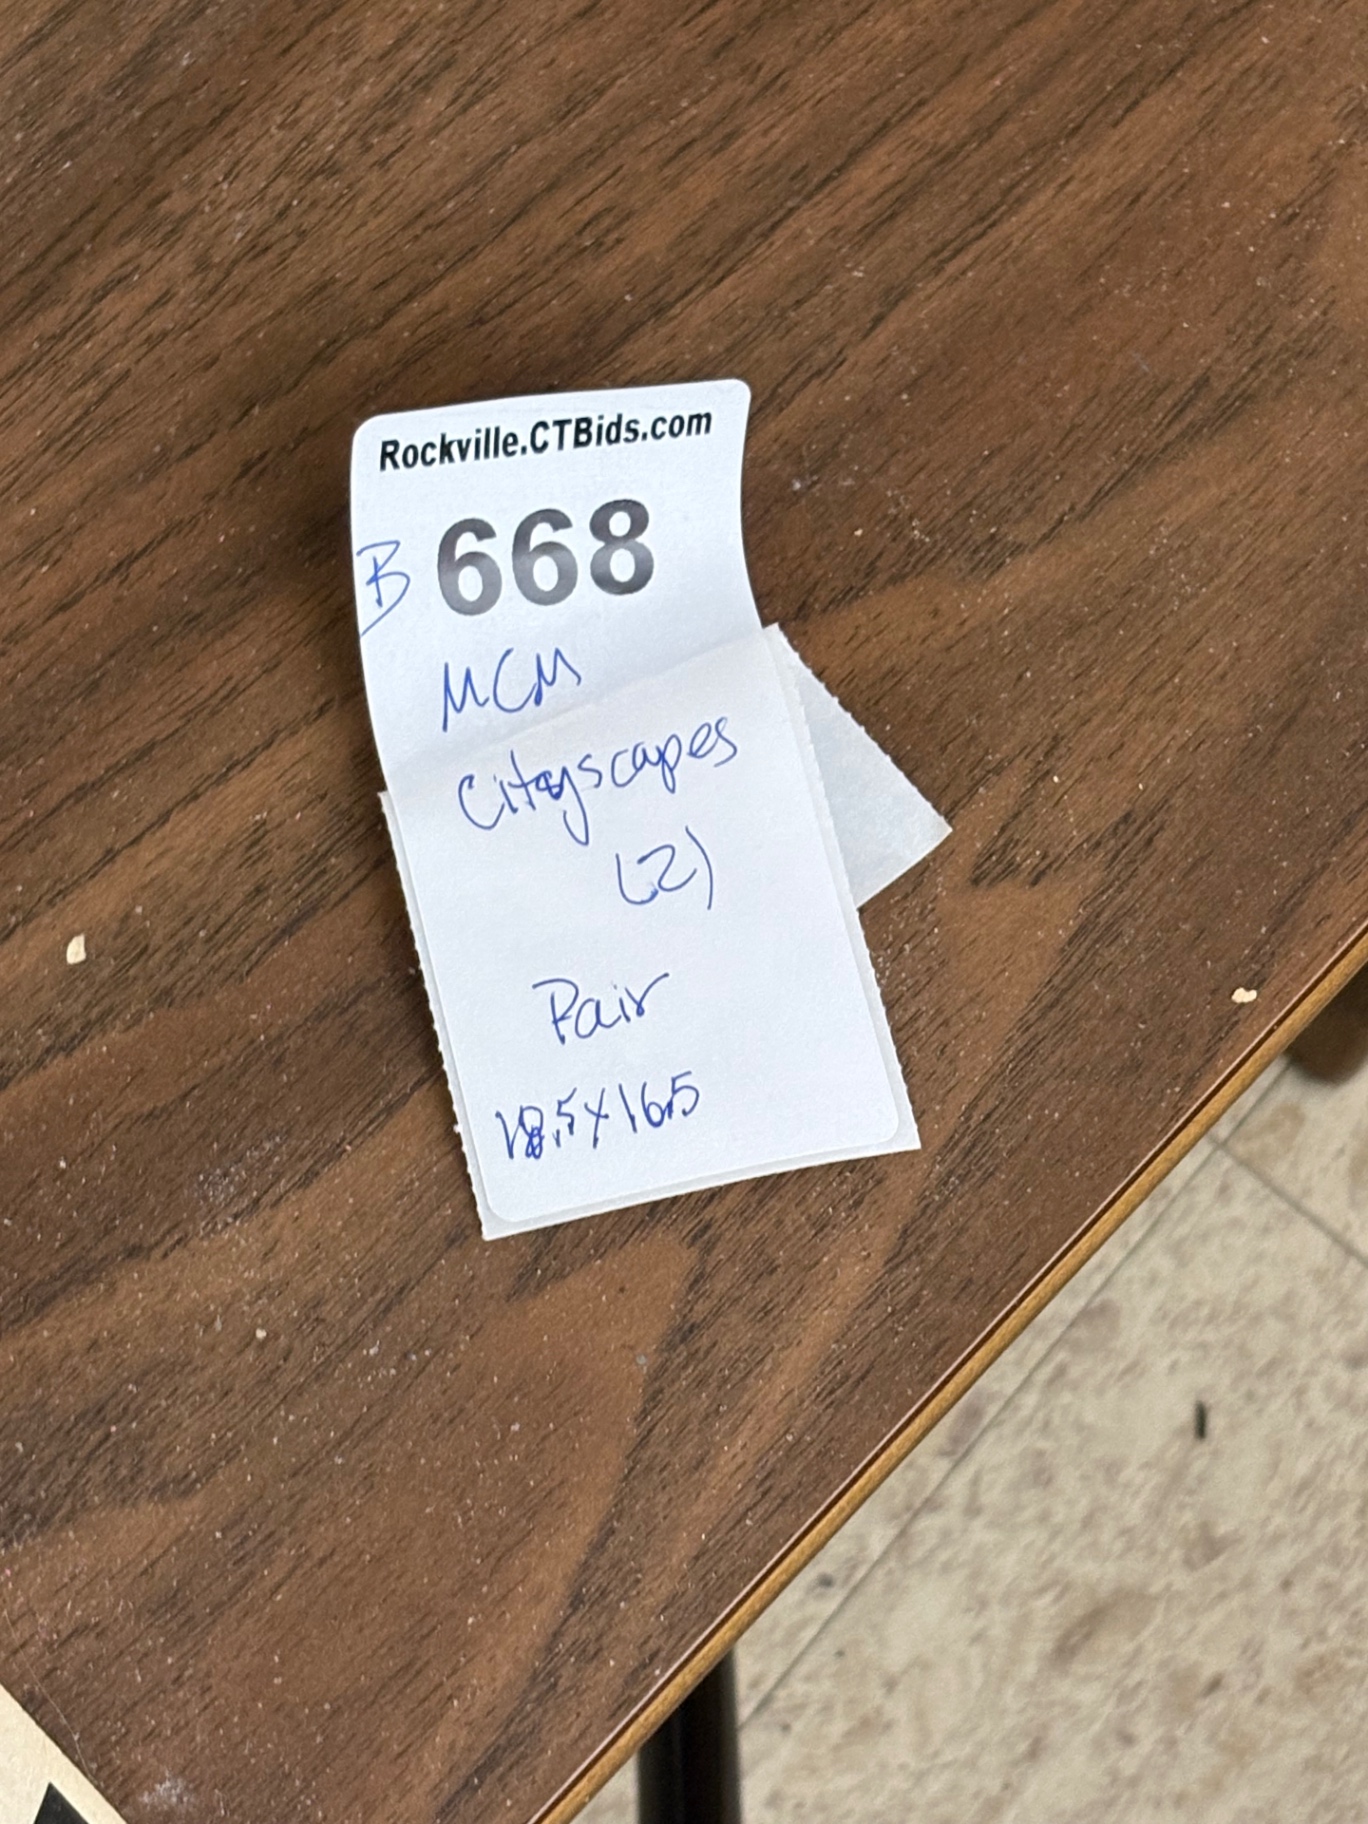 Rockville.CTBids.com
B 668
MCM
Cityscapes
(2)
Pair
18.5x16.5